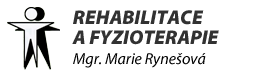 REHABILITACE
A FYZIOTERAPIE
Mgr. Marie Rynešová